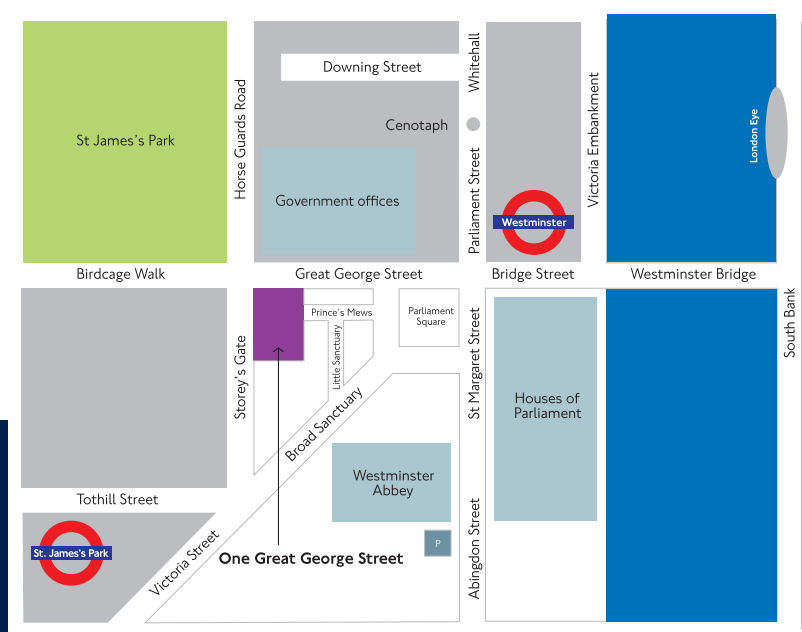 Downing Street
Whitehall
Horse Guards Road
Cenotaph
Victoria Embankment
London Eye
St James's Park
Government offices
Parliament Street
Westminster
Birdcage Walk
Great George Street
Bridge Street
Westminster Bridge
South Bank
Prince's Mews
Parliament
Square
Little Sanctuary
Storey's Gate
St Margaret Street
Broad Sanctuary
Houses of
Parliament
Westminster
Abbey
Tothill Street
P
Abingdon Street
St. James's Park
Victoria Street
One Great George Street